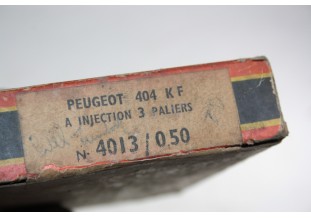 PEUGEOT 404 KF
A INJECTION 3 PALIERS
N- 4013/050